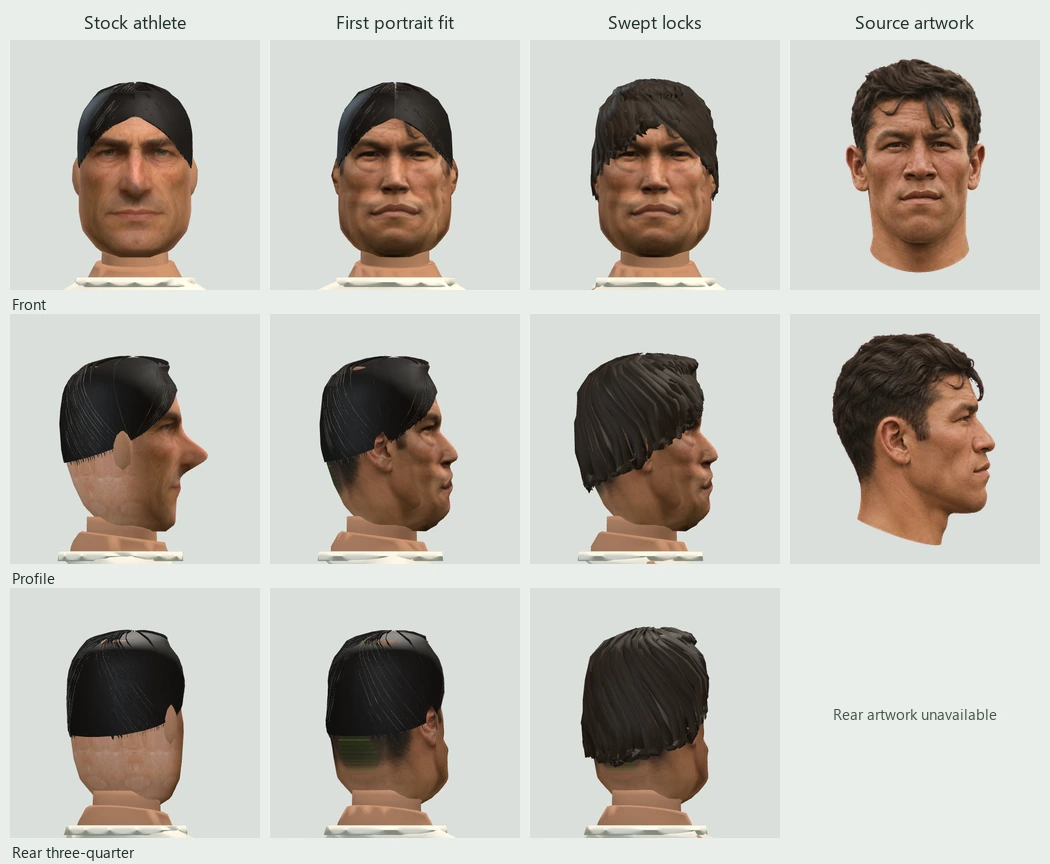 Stock athlete
First portrait fit
Swept locks
Source artwork
Front
Profile
Rear artwork unavailable
Rear three-quarter